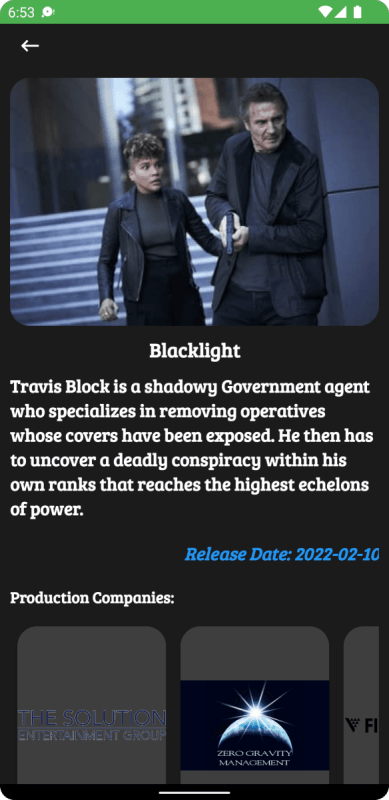 6:53
Blacklight
Travis Block is a shadowy Government agent
who specializes in removing operatives
whose covers have been exposed. He then has
to uncover a deadly conspiracy within his
own ranks that reaches the highest echelons
of power.
Release Date: 2022-02-10
Production Companies:
THE SOLUTION
ENTERTAINMENT GROUP
ZERO GRAVITY
MANAGEMENT
FI